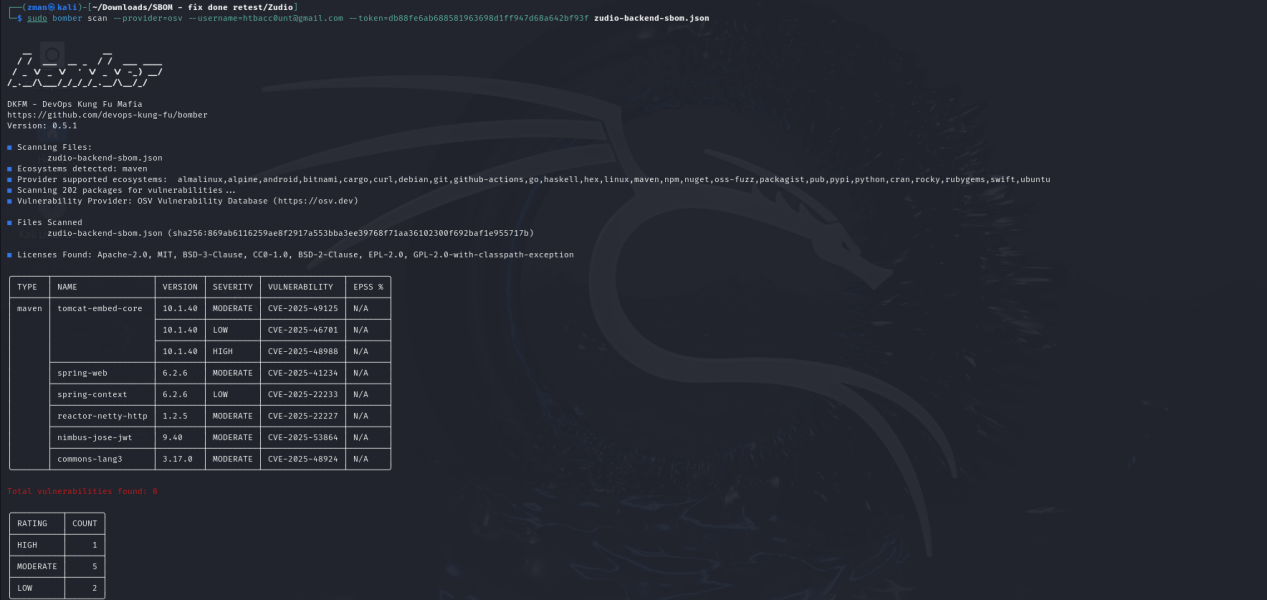 (zman㉿kali)-[~/Downloads/SBOM - fix done retest/Zudio]
$ sudo bomber scan --provider=osv --username=htbacc0unt@gmail.com --token=db88fe6ab688581963698d1ff947d68a642bf93f zudio-backend-sbom.json
DKFM - DevOps Kung Fu Mafia
https://github.com/devops-kung-fu/bomber
Version: 0.5.1
■ Scanning Files:
zudio-backend-sbom.json
■ Ecosystems detected: maven
■ Provider supported ecosystems: almalinux,alpine,android,bitnami,cargo,curl,debian,git,github-actions,go,haskell,hex,linux,maven,npm,nuget,oss-fuzz,packagist,pub,pypi,python,cran,rocky,rubygems,swift,ubuntu
■ Scanning 202 packages for vulnerabilities...
■ Vulnerability Provider: OSV Vulnerability Database (https://osv.dev)
■ Files Scanned
zudio-backend-sbom.json (sha256:869ab6116259ae8f2917a553bba3ee39768f71aa36102300f692baf1e955717b)
■ Licenses Found: Apache-2.0, MIT, BSD-3-Clause, CC0-1.0, BSD-2-Clause, EPL-2.0, GPL-2.0-with-classpath-exception
TYPE NAME VERSION SEVERITY VULNERABILITY EPSS %
maven tomcat-embed-core 10.1.40 MODERATE CVE-2025-49125 N/A
10.1.40 LOW CVE-2025-46701 N/A
10.1.40 HIGH CVE-2025-48988 N/A
spring-web 6.2.6 MODERATE CVE-2025-41234 N/A
spring-context 6.2.6 LOW CVE-2025-22233 N/A
reactor-netty-http 1.2.5 MODERATE CVE-2025-22227 N/A
nimbus-jose-jwt 9.40 MODERATE CVE-2025-53864 N/A
commons-lang3 3.17.0 MODERATE CVE-2025-48924 N/A
Total vulnerabilities found: 8
RATING COUNT
HIGH 1
MODERATE 5
LOW 2